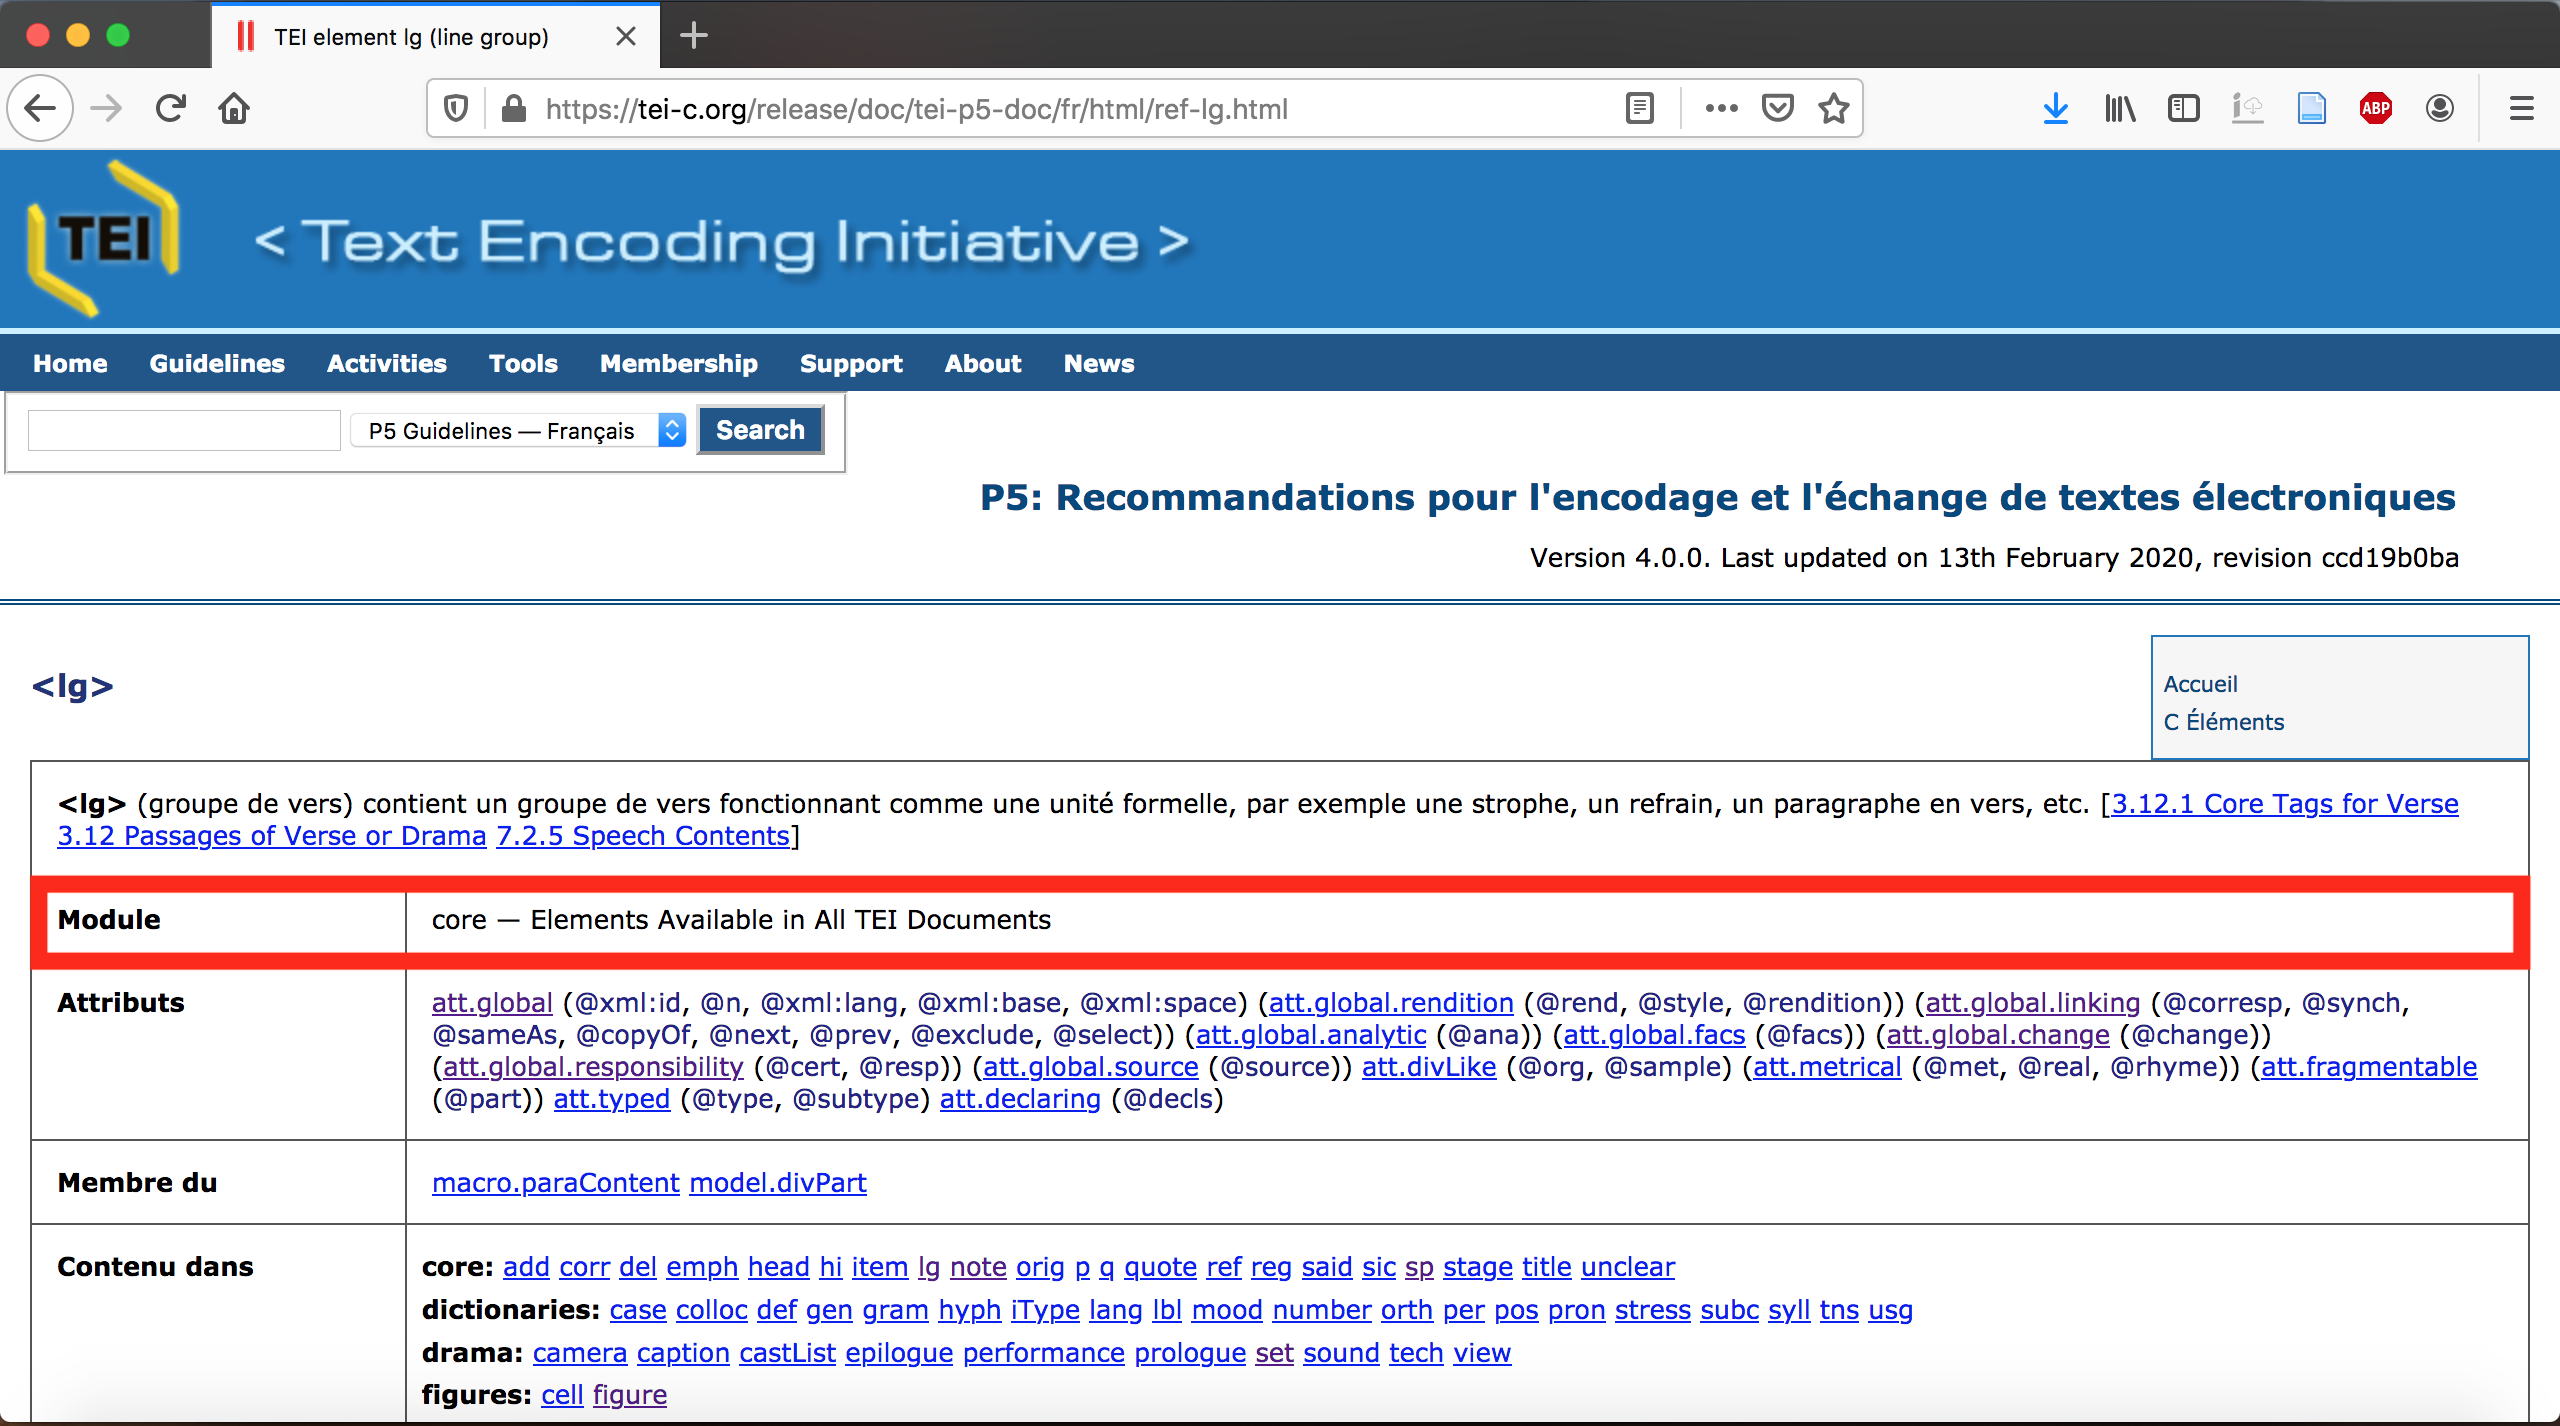 TEI element lg (line group)
https://tei-c.org/release/doc/tei-p5-doc/fr/html/ref-lg.html
ABP
TEI
< Text Encoding Initiative >
Home Guidelines Activities Tools Membership Support About News
P5 Guidelines — Français Search
P5: Recommandations pour l'encodage et l'échange de textes électroniques
Version 4.0.0. Last updated on 13th February 2020, revision ccd19b0ba
<lg>
Accueil
C Éléments
<lg> (groupe de vers) contient un groupe de vers fonctionnant comme une unité formelle, par exemple une strophe, un refrain, un paragraphe en vers, etc. [3.12.1 Core Tags for Verse
3.12 Passages of Verse or Drama 7.2.5 Speech Contents]
Module core — Elements Available in All TEI Documents
Attributs att.global (@xml:id, @n, @xml:lang, @xml:base, @xml:space) (att.global.rendition (@rend, @style, @rendition)) (att.global.linking (@corresp, @synch,
@sameAs, @copyOf, @next, @prev, @exclude, @select)) (att.global.analytic (@ana)) (att.global.facs (@facs)) (att.global.change (@change))
(att.global.responsibility (@cert, @resp)) (att.global.source (@source)) att.divLike (@org, @sample) (att.metrical (@met, @real, @rhyme)) (att.fragmentable
(@part)) att.typed (@type, @subtype) att.declaring (@decls)
Membre du macro.paraContent model.divPart
Contenu dans core: add corr del emph head hi item lg note orig p q quote ref reg said sic sp stage title unclear
dictionaries: case colloc def gen gram hyph iType lang lbl mood number orth per pos pron stress subc syll tns usg
drama: camera caption castList epilogue performance prologue set sound tech view
figures: cell figure